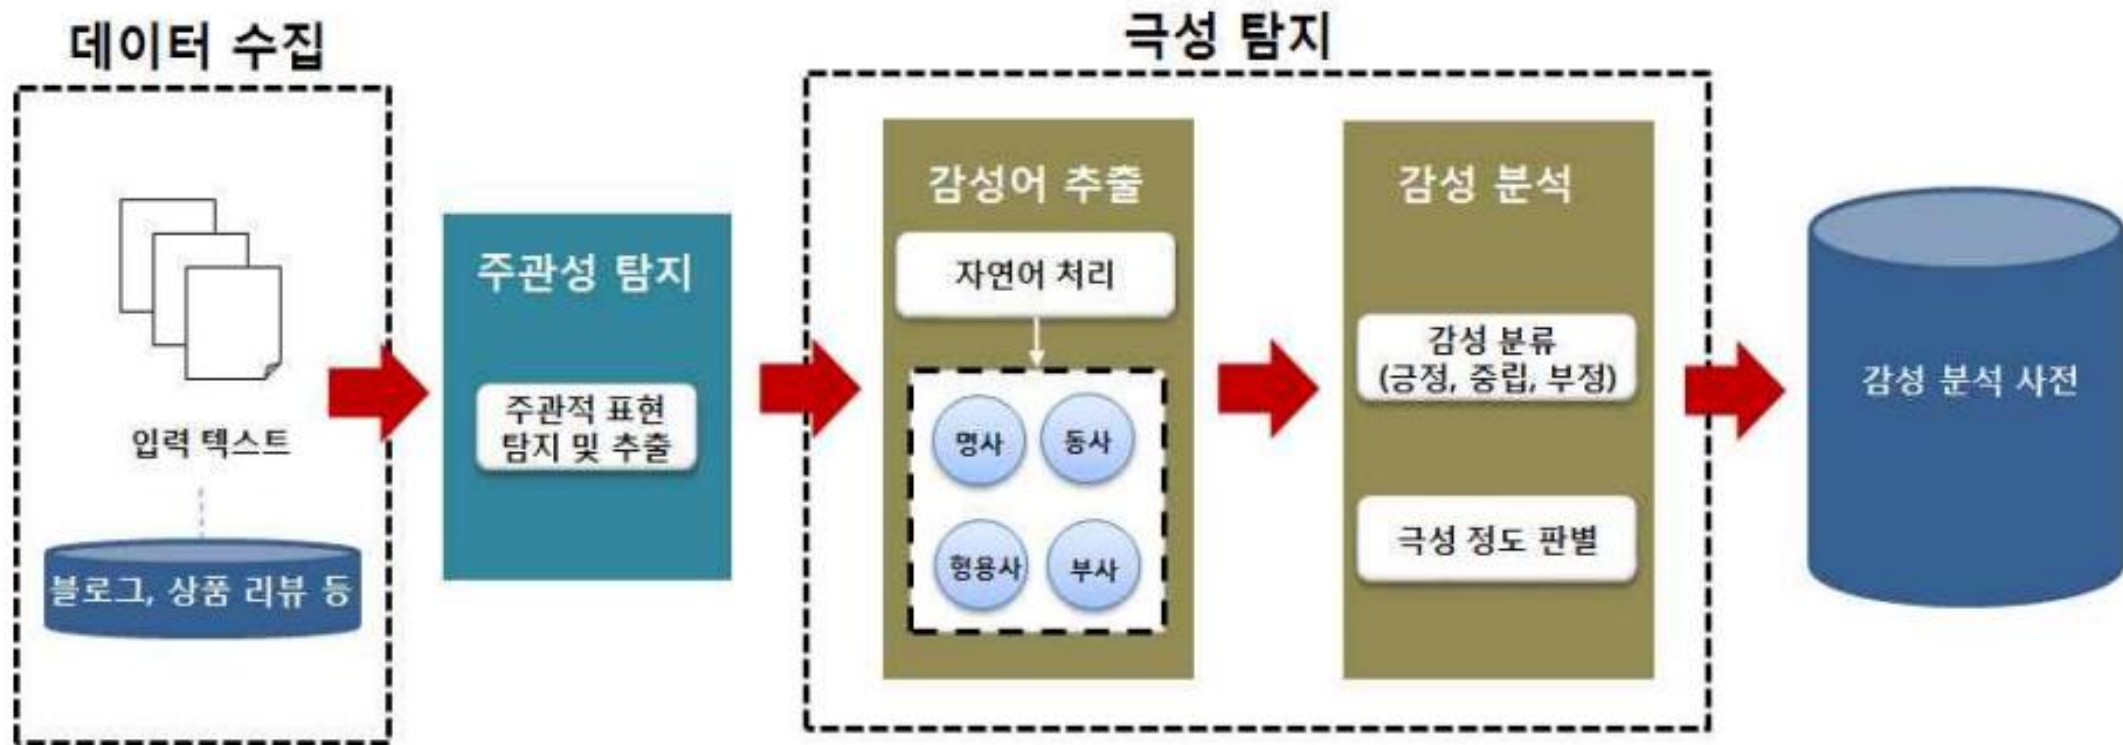 데이터 수집
입력 텍스트
블로그, 상품 리뷰 등
주관성 탐지
주관적 표현
탐지 및 추출
극성 탐지
감성어 추출
자연어 처리
명사
동사
형용사
부사
감성 분석
감성 분류
(긍정, 중립, 부정)
극성 정도 판별
감성 분석 사전